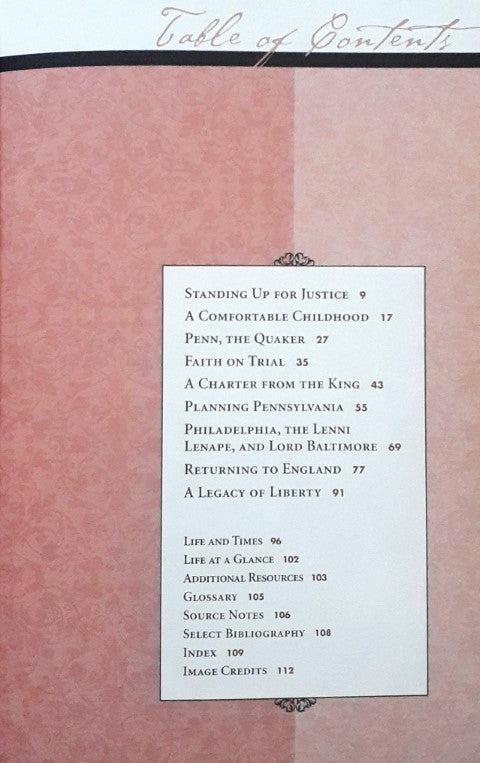 Table of Contents
Standing Up for Justice 9
A Comfortable Childhood 17
Penn, the Quaker 27
Faith on Trial 35
A Charter from the King 43
Planning Pennsylvania 55
Philadelphia, the Lenni
Lenape, and Lord Baltimore 69
Returning to England 77
A Legacy of Liberty 91
Life and Times 96
Life at a Glance 102
Additional Resources 103
Glossary 105
Source Notes 106
Select Bibliography 108
Index 109
Image Credits 112